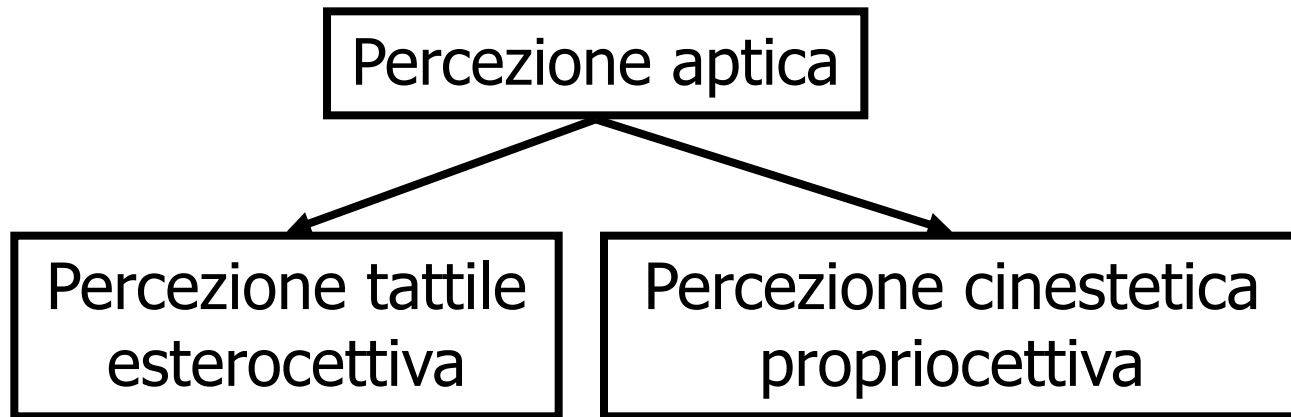 Percezione aptica
Percezione tattile
esterocettiva
Percezione cinestetica
propriocettiva